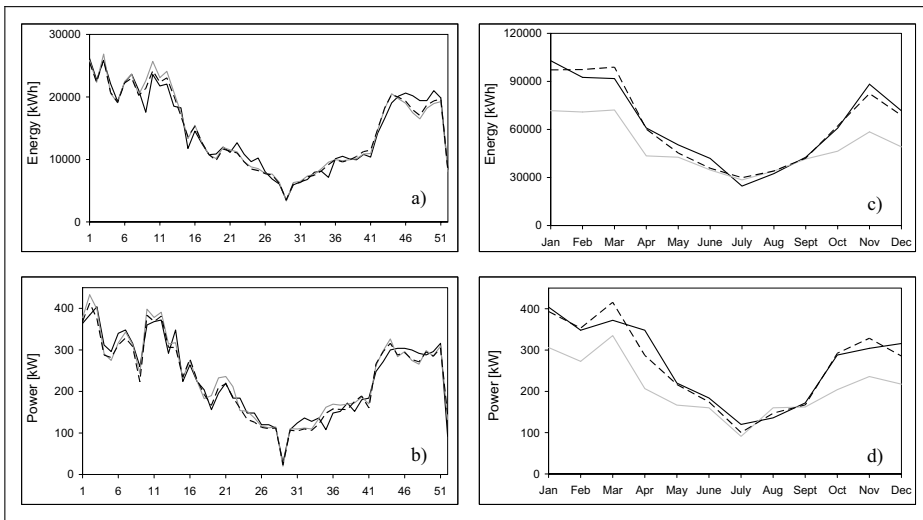 30000
20000
10000
0
Energy [kWh]
1 6 11 16 21 26 31 36 41 46 51
a)
120000
90000
60000
30000
0
Energy [kWh]
Jan Feb Mar Apr May June July Aug Sept Oct Nov Dec
c)
400
300
200
100
0
Power [kW]
1 6 11 16 21 26 31 36 41 46 51
b)
400
300
200
100
0
Power [kW]
Jan Feb Mar Apr May June July Aug Sept Oct Nov Dec
d)